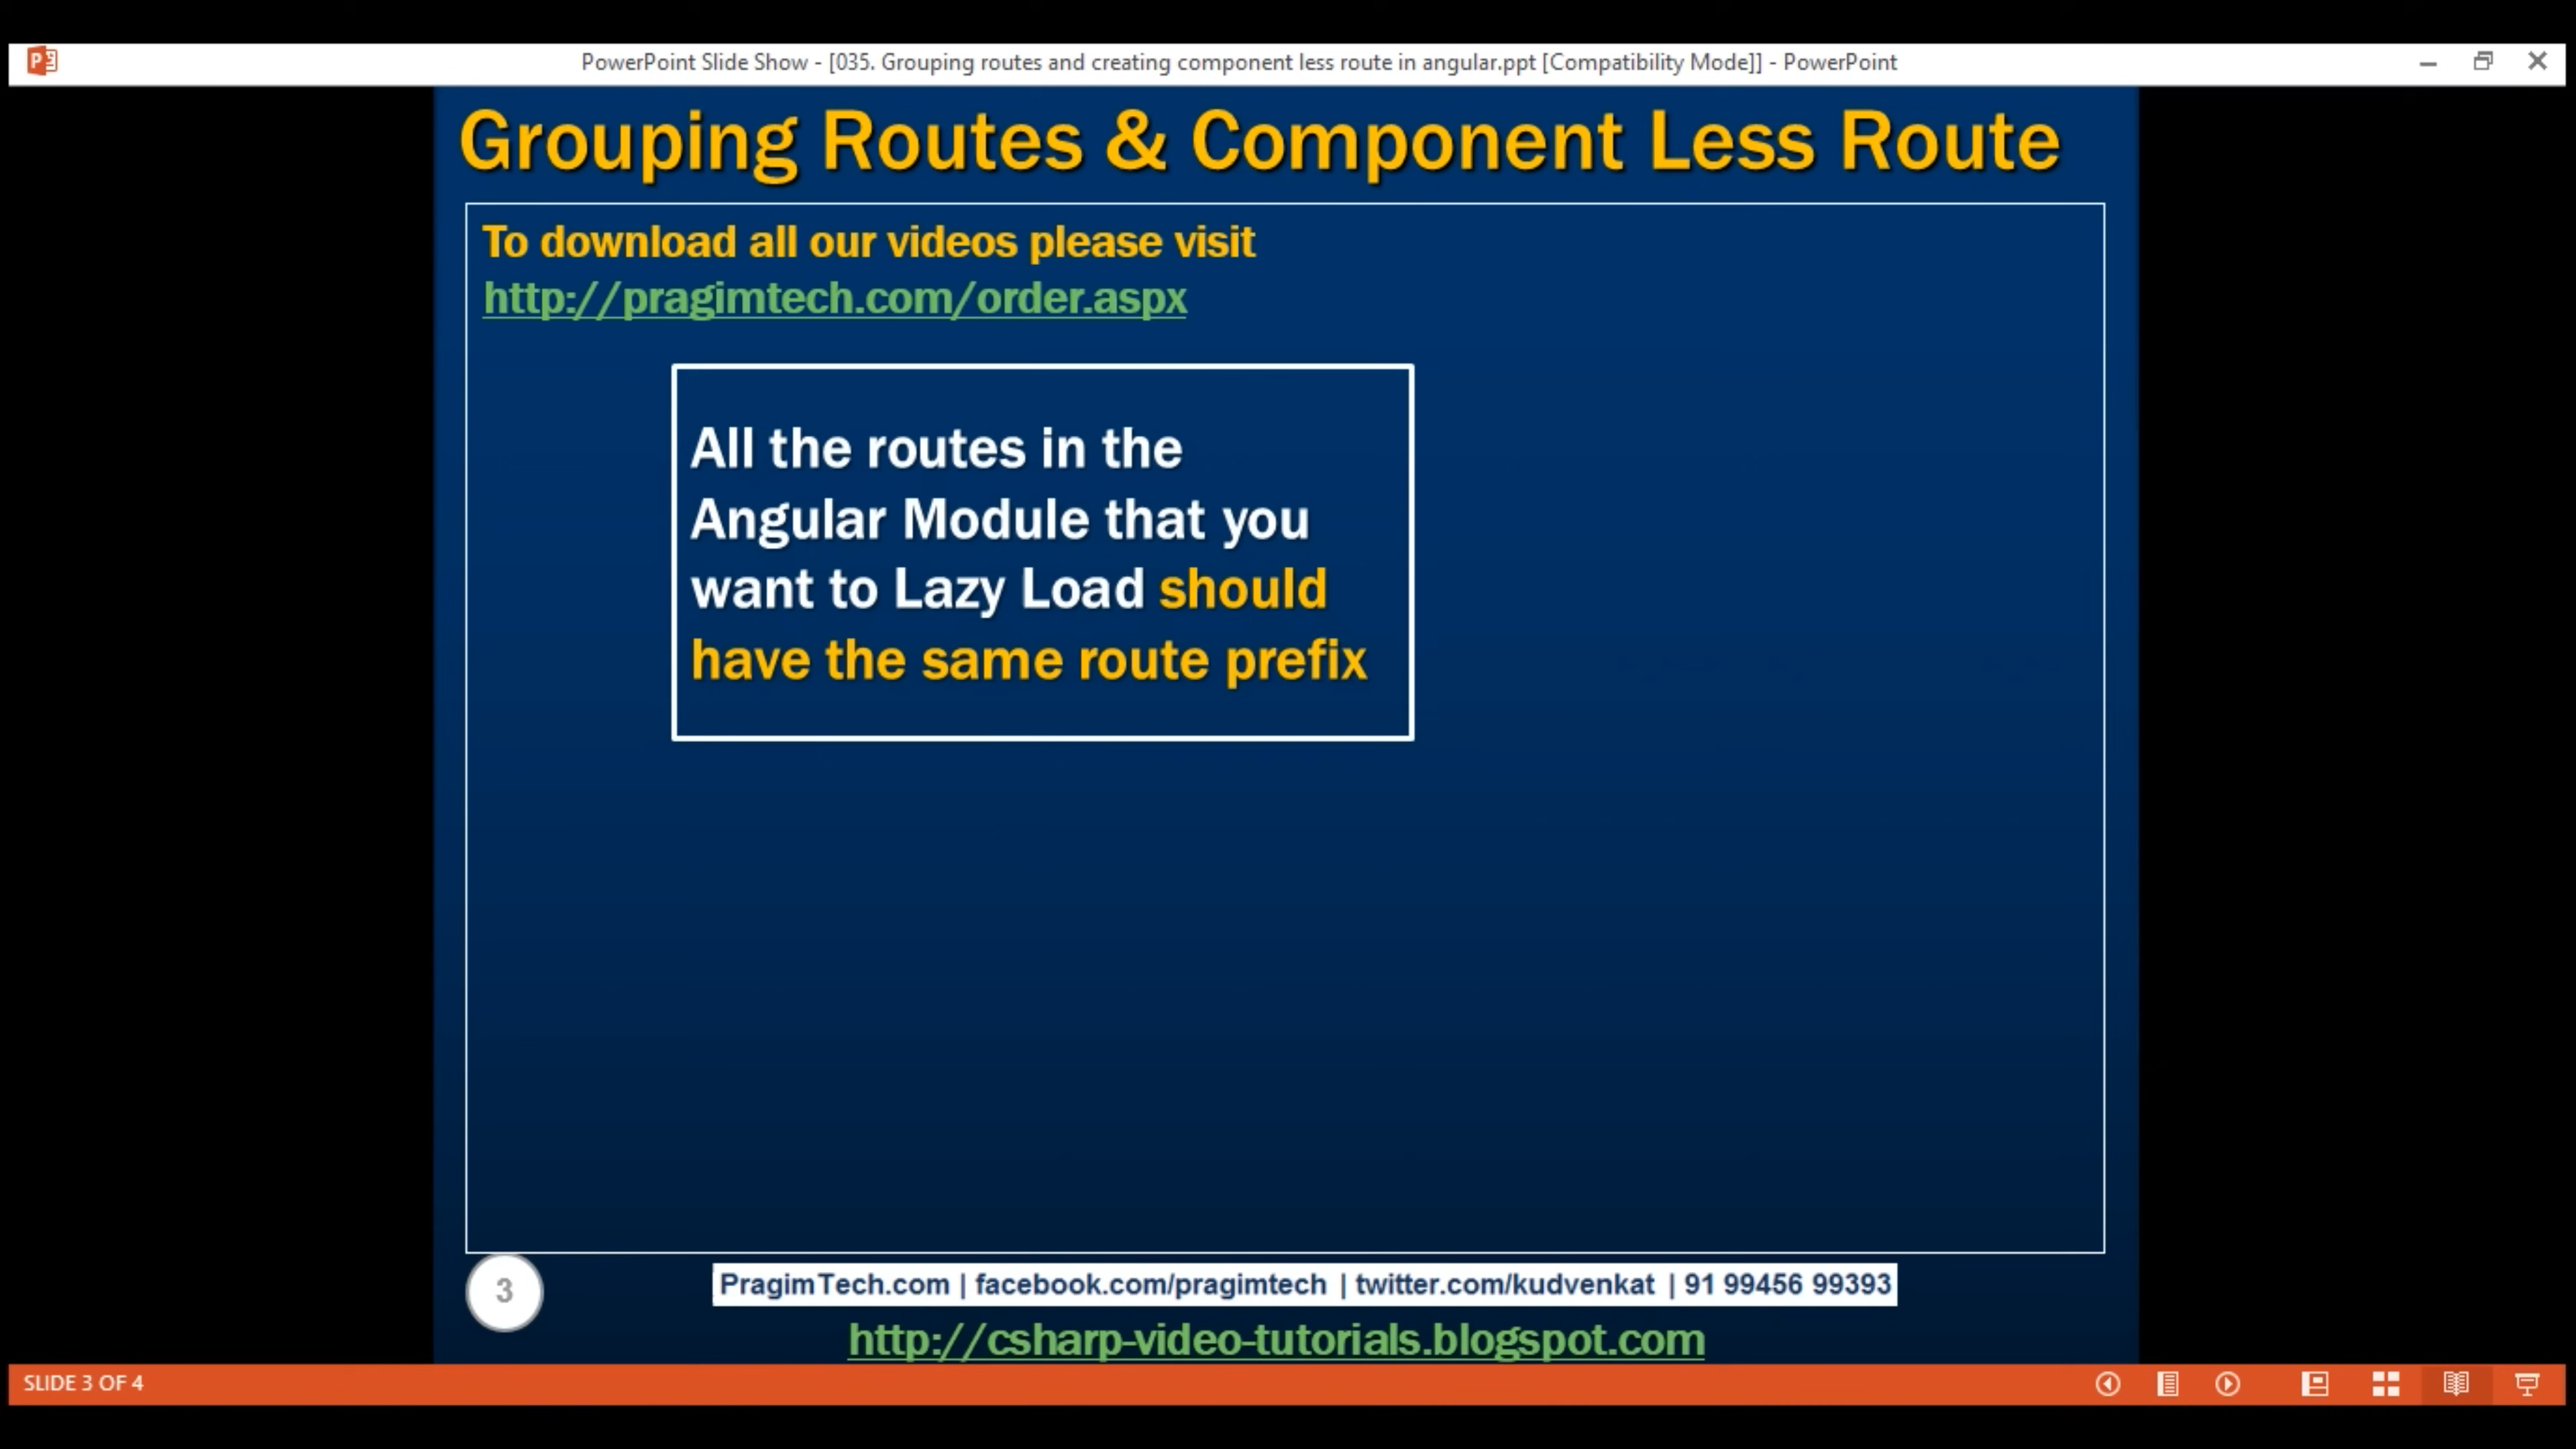 PowerPoint Slide Show - [035. Grouping routes and creating component less route in angular.ppt [Compatibility Mode]] - PowerPoint
Grouping Routes & Component Less Route
To download all our videos please visit
http://pragimtech.com/order.aspx
All the routes in the
Angular Module that you
want to Lazy Load should
have the same route prefix
3
PragimTech.com | facebook.com/pragimtech | twitter.com/kudvenkat | 91 99456 99393
http://csharp-video-tutorials.blogspot.com
SLIDE 3 OF 4